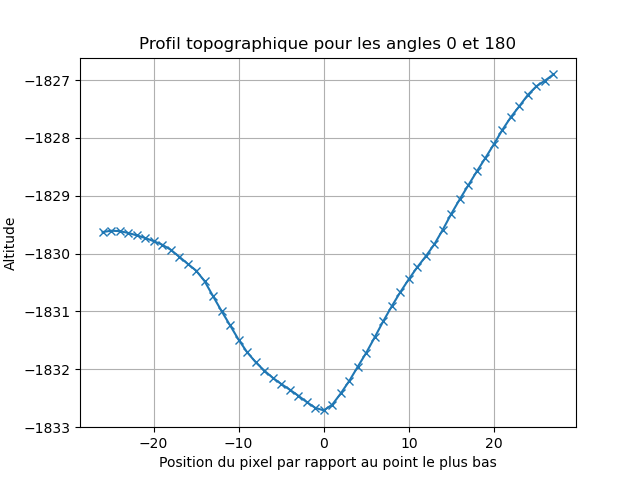 Profil topographique pour les angles 0 et 180
−1827
−1828
−1829
−1830
−1831
−1832
−1833
Altitude
−20 −10 0 10 20
Position du pixel par rapport au point le plus bas